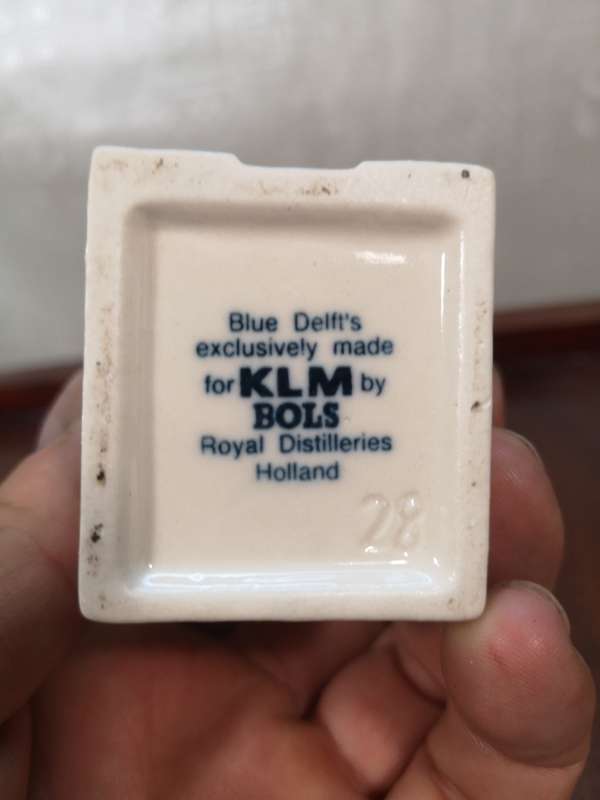 Blue Delft's
exclusively made
for KLM by
BOLS
Royal Distilleries
Holland
28